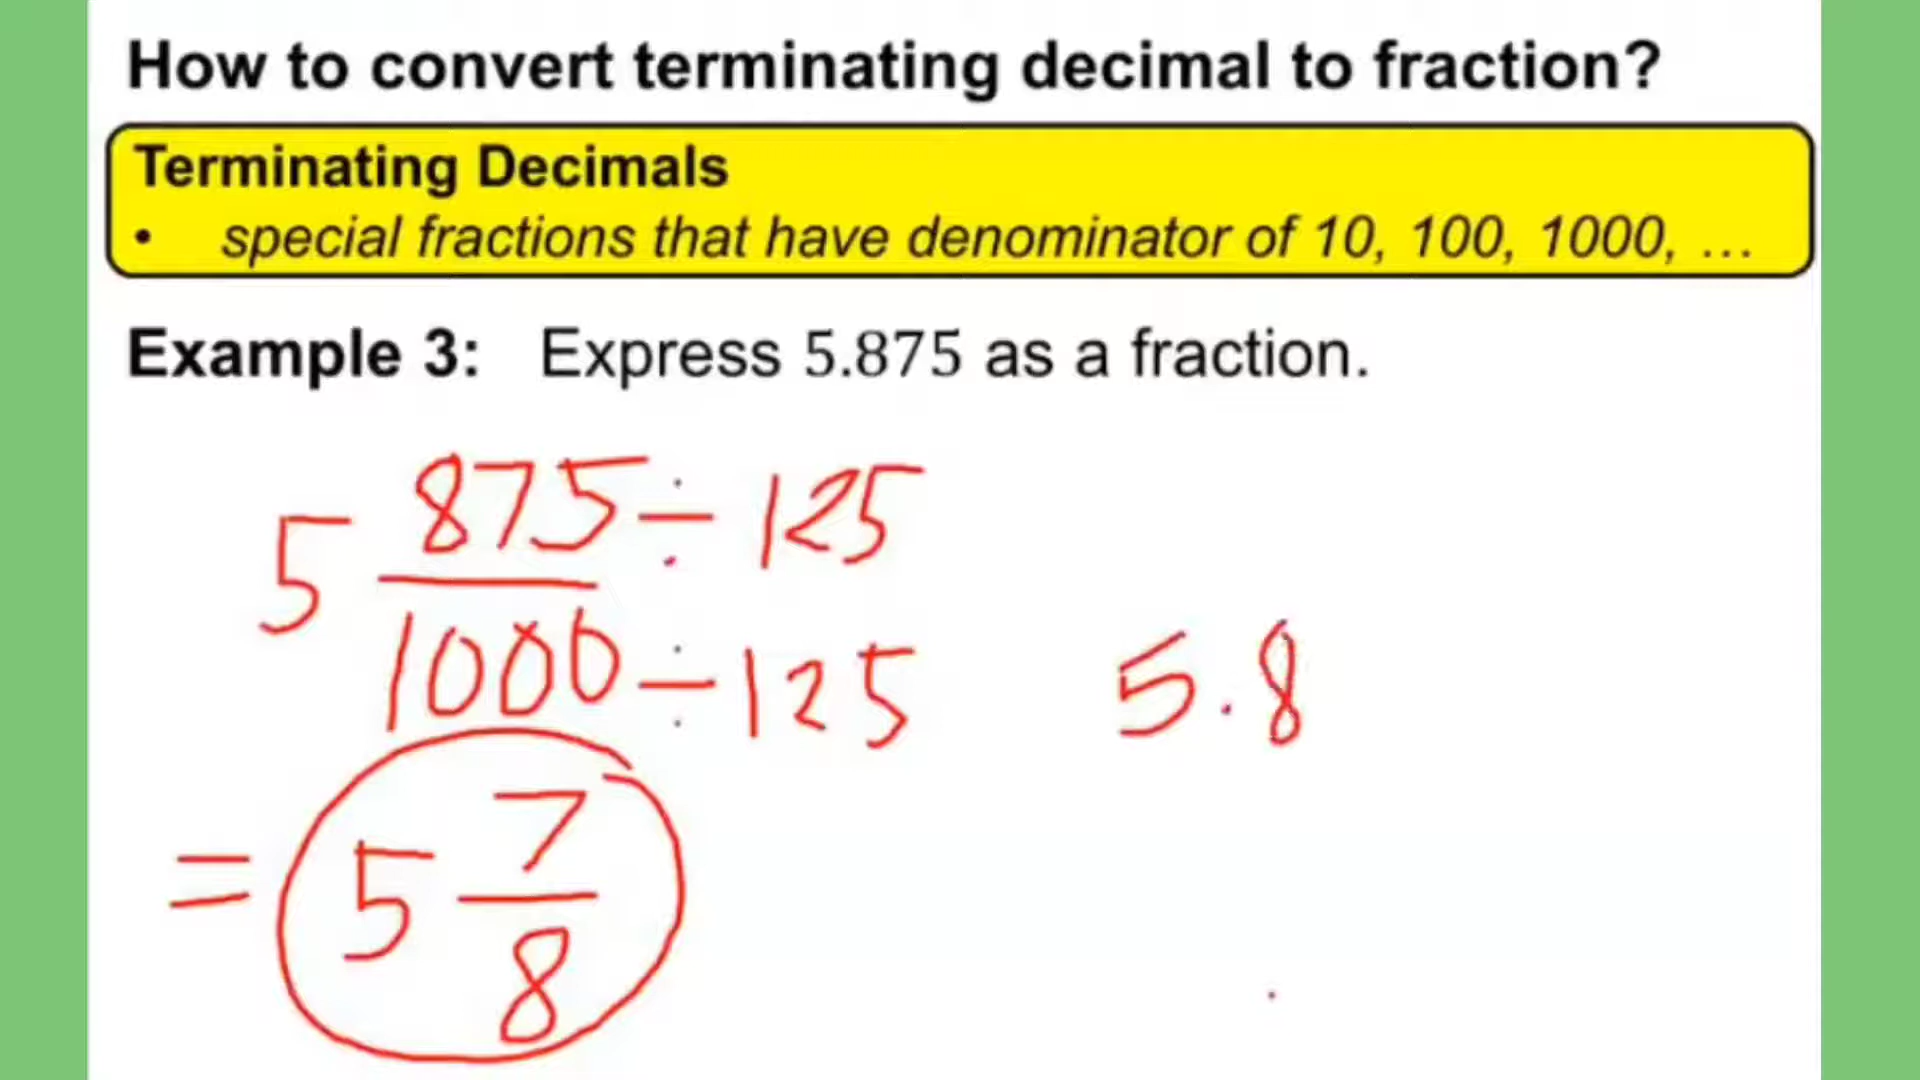 How to convert terminating decimal to fraction?
Terminating Decimals
• special fractions that have denominator of 10, 100, 1000, ...
Example 3: Express 5.875 as a fraction.
5 875 ÷ 125
1000 ÷ 125
5.8
= 5 7
8